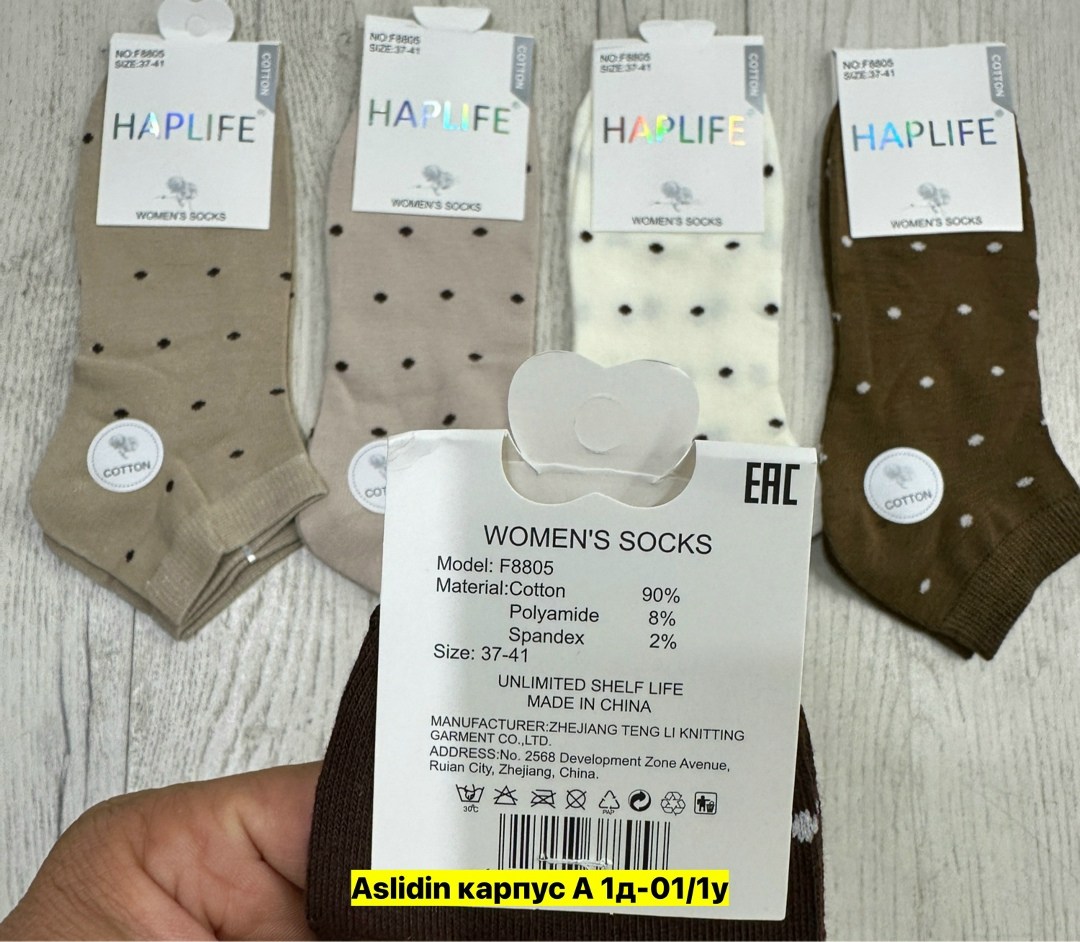 NO:F8805
SIZE:37-41
COTTON
HAPLIFE®
WOMEN'S SOCKS
NO:F8805
SIZE:37-41
COTTON
HAPLIFE®
WOMEN'S SOCKS
NO:F8805
SIZE:37-41
COTTON
HAPLIFE®
WOMEN'S SOCKS
NO:F8805
SIZE:37-41
COTTON
HAPLIFE®
WOMEN'S SOCKS
COTTON
COT
COTTON
EAC
WOMEN'S SOCKS
Model: F8805
Material:Cotton 90%
Polyamide 8%
Spandex 2%
Size: 37-41
UNLIMITED SHELF LIFE
MADE IN CHINA
MANUFACTURER:ZHEJIANG TENG LI KNITTING
GARMENT CO.,LTD.
ADDRESS:No. 2568 Development Zone Avenue,
Ruian City, Zhejiang, China.
30℃
PAP
Aslidin карпус А 1д-01/1у